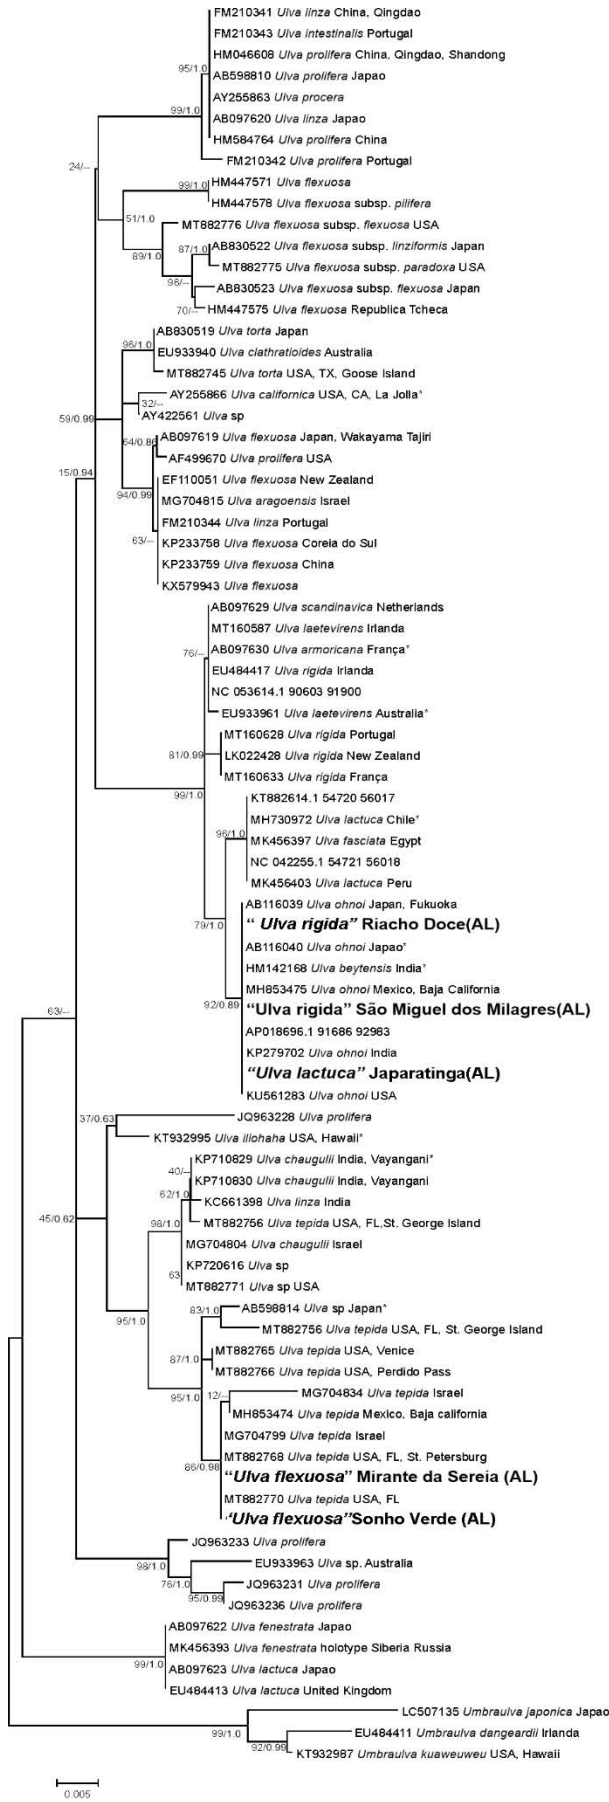 FM210341 Ulva linza China, Qingdao
FM210343 Ulva intestinalis Portugal
HM046608 Ulva prolifera China, Qingdao, Shandong
95/1.0
AB598810 Ulva prolifera Japao
AY255863 Ulva procera
99/1.0
AB097620 Ulva linza Japao
HM584764 Ulva prolifera China
FM210342 Ulva prolifera Portugal
24/--
99/1.0
HM447571 Ulva flexuosa
HM447578 Ulva flexuosa subsp. pilifera
51/1.0
MT882776 Ulva flexuosa subsp. flexuosa USA
87/1.0
AB830522 Ulva flexuosa subsp. linziformis Japan
89/1.0
MT882775 Ulva flexuosa subsp. paradoxa USA
96/--
AB830523 Ulva flexuosa subsp. flexuosa Japan
70/--
HM447575 Ulva flexuosa Republica Tcheca
AB830519 Ulva torta Japan
96/1.0
EU933940 Ulva clathratioides Australia
MT882745 Ulva torta USA, TX, Goose Island
AY255866 Ulva californica USA, CA, La Jolla*
32/--
AY422561 Ulva sp
59/0.99
64/0.86
AB097619 Ulva flexuosa Japan, Wakayama Tajiri
AF499670 Ulva prolifera USA
15/0.94
EF110051 Ulva flexuosa New Zealand
94/0.99
MG704815 Ulva aragoensis Israel
FM210344 Ulva linza Portugal
63/--
KP233758 Ulva flexuosa Coreia do Sul
KP233759 Ulva flexuosa China
KX579943 Ulva flexuosa
AB097629 Ulva scandinavica Netherlands
MT160587 Ulva laetevirens Irlanda
76/--
AB097630 Ulva armoricana França*
EU484417 Ulva rigida Irlanda
NC 053614.1 90603 91900
EU933961 Ulva laetevirens Australia*
MT160628 Ulva rigida Portugal
81/0.99
LK022428 Ulva rigida New Zealand
MT160633 Ulva rigida França
99/1.0
KT882614.1 54720 56017
MH730972 Ulva lactuca Chile*
96/1.0
MK456397 Ulva fasciata Egypt
NC 042255.1 54721 56018
MK456403 Ulva lactuca Peru
AB116039 Ulva ohnoi Japan, Fukuoka
79/1.0
“ Ulva rigida” Riacho Doce(AL)
AB116040 Ulva ohnoi Japao*
HM142168 Ulva beytensis India*
MH853475 Ulva ohnoi Mexico, Baja California
92/0.89
“Ulva rigida” São Miguel dos Milagres(AL)
63/--
AP018696.1 91686 92983
KP279702 Ulva ohnoi India
“Ulva lactuca” Japaratinga(AL)
KU561283 Ulva ohnoi USA
37/0.63
JQ963228 Ulva prolifera
KT932995 Ulva iliohaha USA, Hawaii*
KP710829 Ulva chaugulii India, Vayangani*
40/--
KP710830 Ulva chaugulii India, Vayangani
62/1.0
KC661398 Ulva linza India
45/0.62
98/1.0
MT882756 Ulva tepida USA, FL,St. George Island
MG704804 Ulva chaugulii Israel
KP720616 Ulva sp
63
MT882771 Ulva sp USA
83/1.0
AB598814 Ulva sp Japan*
95/1.0
MT882756 Ulva tepida USA, FL, St. George Island
MT882765 Ulva tepida USA, Venice
87/1.0
MT882766 Ulva tepida USA, Perdido Pass
12/--
MG704834 Ulva tepida Israel
95/1.0
MH853474 Ulva tepida Mexico, Baja california
MG704799 Ulva tepida Israel
MT882768 Ulva tepida USA, FL, St. Petersburg
86/0.98
“Ulva flexuosa” Mirante da Sereia (AL)
MT882770 Ulva tepida USA, FL
“Ulva flexuosa”Sonho Verde (AL)
JQ963233 Ulva prolifera
98/1.0
EU933963 Ulva sp. Australia
76/1.0
JQ963231 Ulva prolifera
95/0.99
JQ963236 Ulva prolifera
AB097622 Ulva fenestrata Japao
MK456393 Ulva fenestrata holotype Siberia Russia
99/1.0
AB097623 Ulva lactuca Japao
EU484413 Ulva lactuca United Kingdom
LC507135 Umbraulva japonica Japao
99/1.0
EU484411 Umbraulva dangeardii Irlanda
92/0.99
KT932987 Umbraulva kuaweuweu USA, Hawaii
0.005